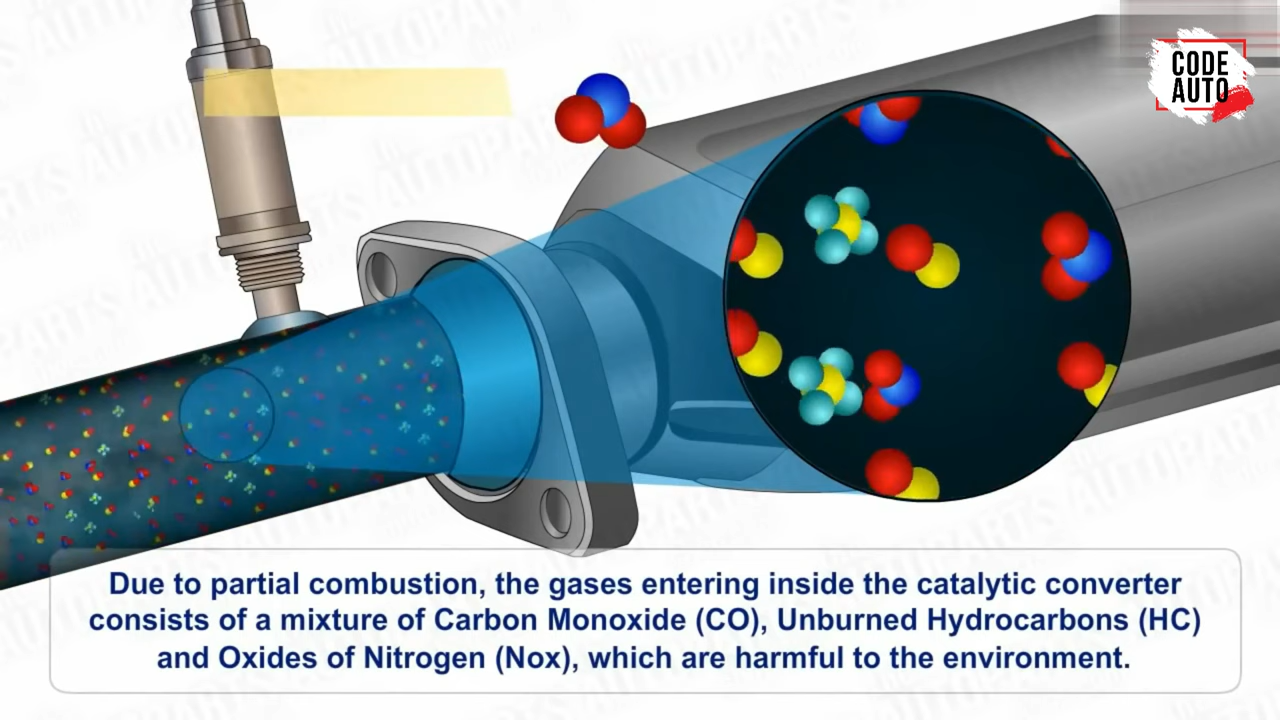 CODE
AUTO
Due to partial combustion, the gases entering inside the catalytic converter
consists of a mixture of Carbon Monoxide (CO), Unburned Hydrocarbons (HC)
and Oxides of Nitrogen (Nox), which are harmful to the environment.